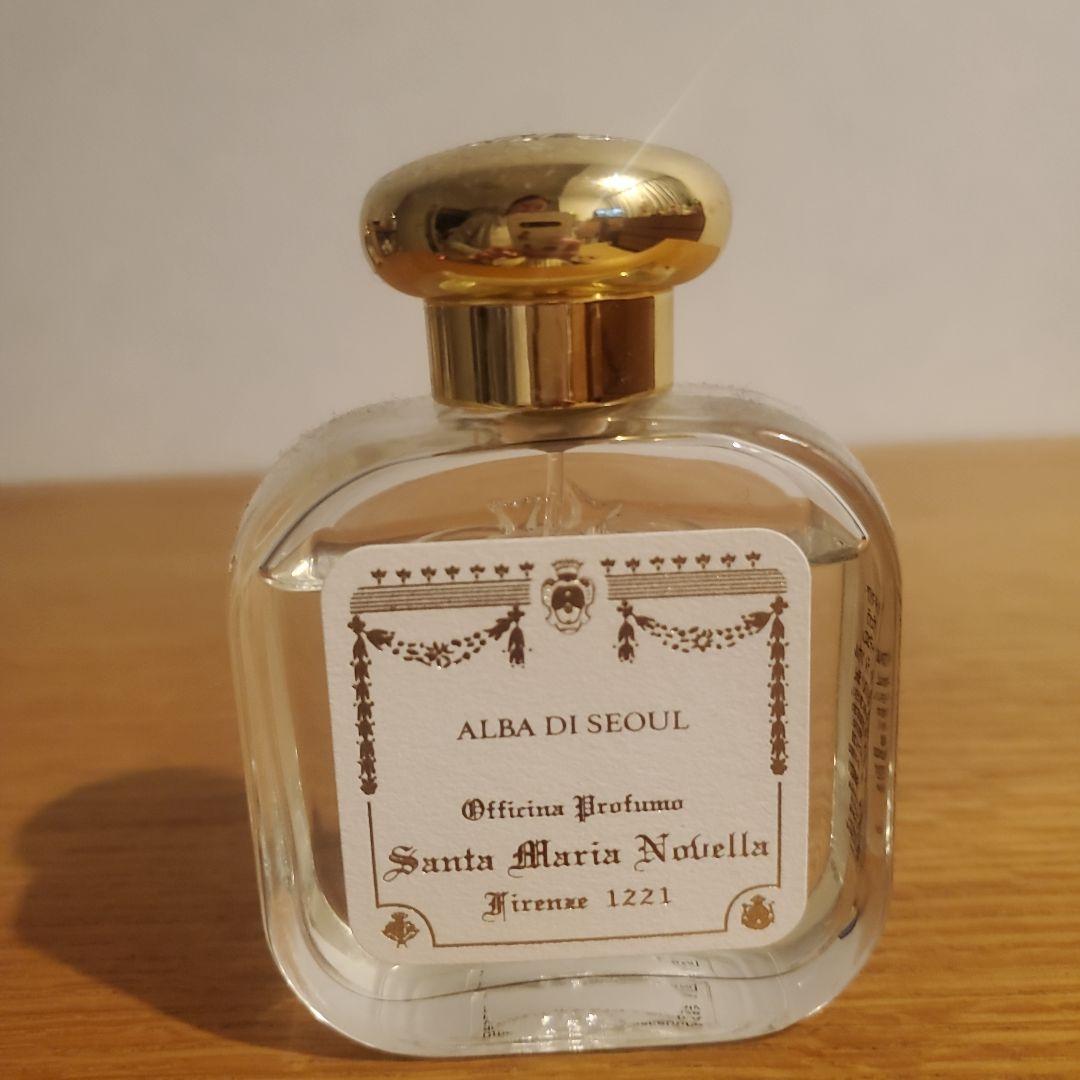 ALBA DI SEOUL
Officina Profumo
Santa Maria Novella
Firenze 1221